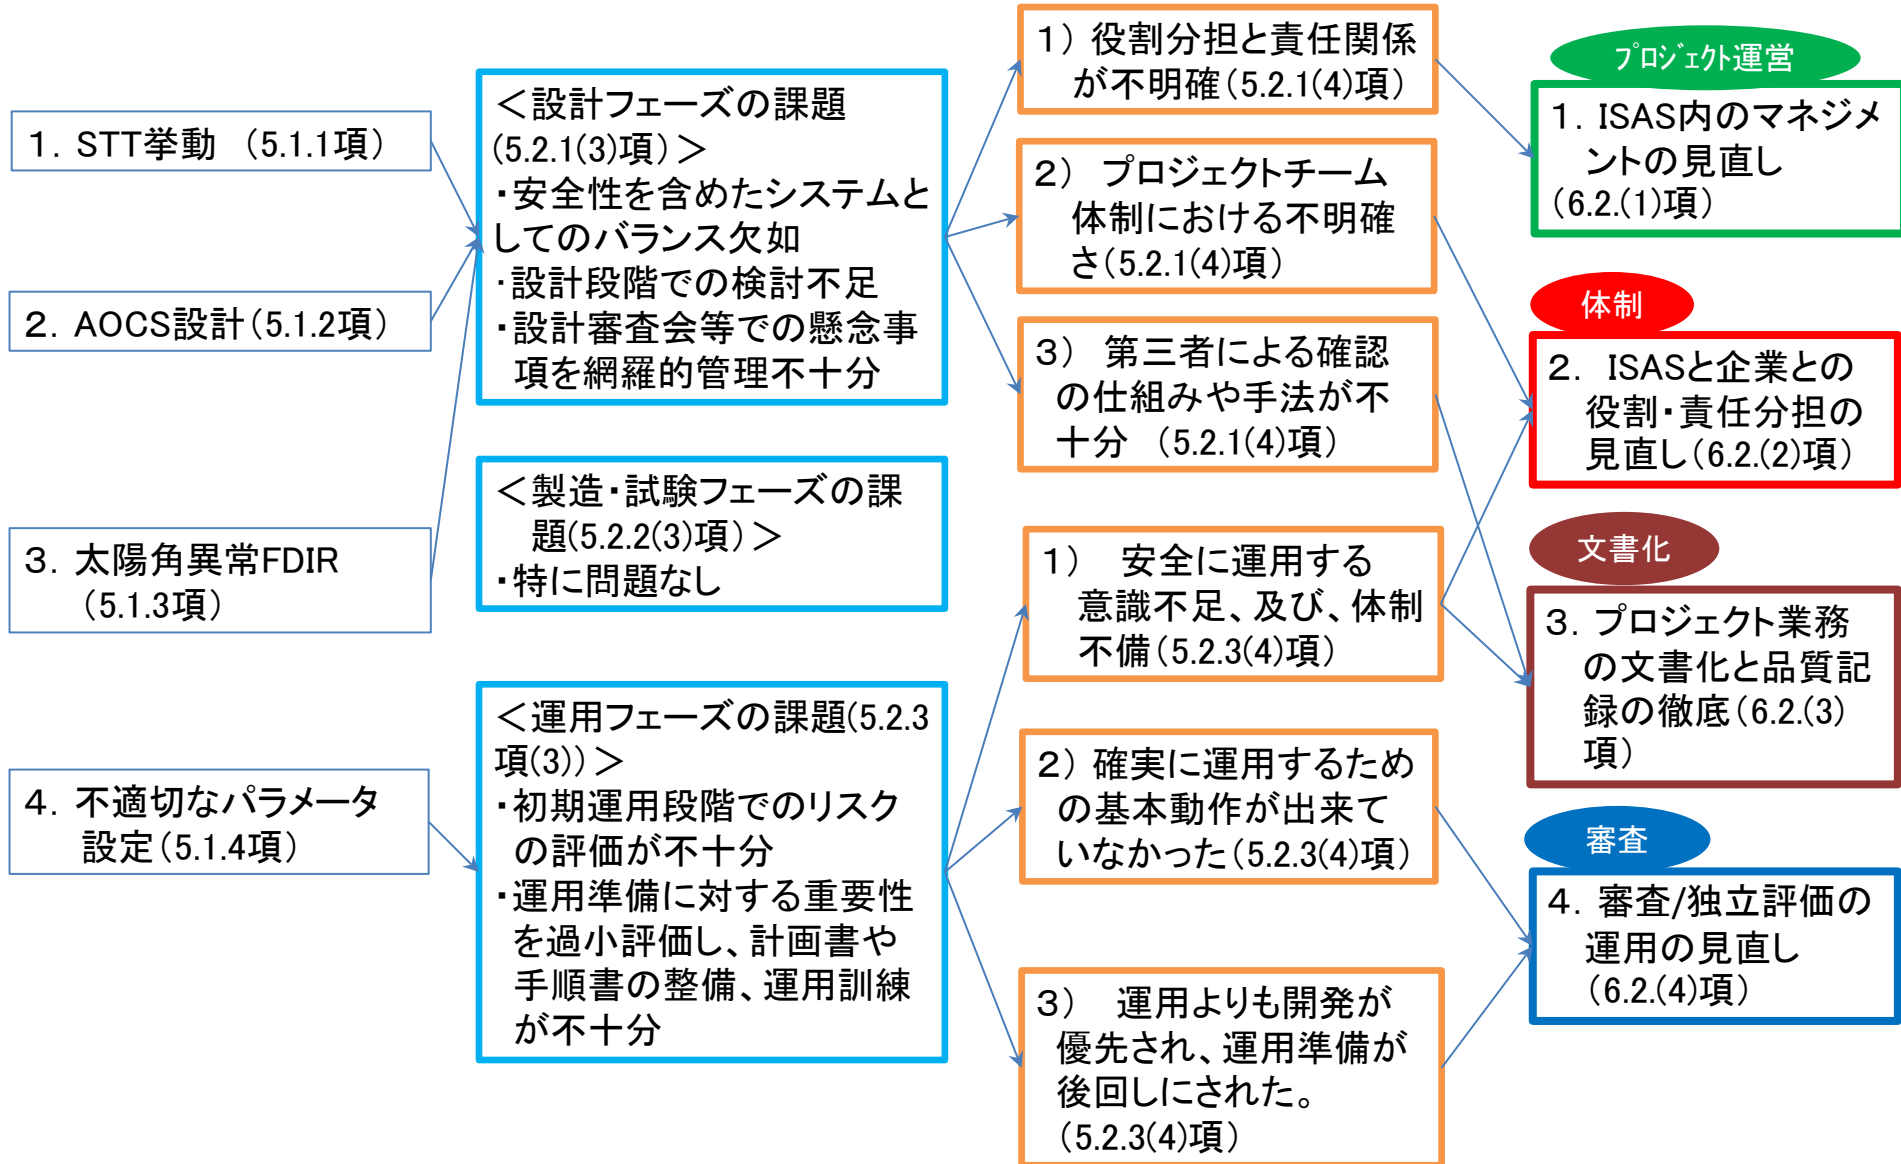 1．STT挙動　（5.1.1項）
2．AOCS設計（5.1.2項）
3．太陽角異常FDIR
（5.1.3項）
4．不適切なパラメータ
設定（5.1.4項）
＜設計フェーズの課題
(5.2.1(3)項）＞
・安全性を含めたシステムと
してのバランス欠如
・設計段階での検討不足
・設計審査会等での懸念事
項を網羅的管理不十分
＜製造・試験フェーズの課
題(5.2.2(3)項）＞
・特に問題なし
＜運用フェーズの課題(5.2.3
項(3)）＞
・初期運用段階でのリスク
の評価が不十分
・運用準備に対する重要性
を過小評価し、計画書や
手順書の整備、運用訓練
が不十分
1） 役割分担と責任関係
が不明確（5.2.1(4)項）
2）　プロジェクトチーム
体制における不明確
さ（5.2.1(4)項）
3）　第三者による確認
の仕組みや手法が不
十分　（5.2.1(4)項）
1）　安全に運用する
意識不足、及び、体制
不備（5.2.3(4)項）
2） 確実に運用するため
の基本動作が出来て
いなかった（5.2.3(4)項）
3）　運用よりも開発が
優先され、運用準備が
後回しにされた。
（5.2.3(4)項）
プロジェクト運営
1．ISAS内のマネジメ
ントの見直し
（6.2.(1)項）
体制
2．ISASと企業との
役割・責任分担の
見直し（6.2.(2)項）
文書化
3．プロジェクト業務
の文書化と品質記
録の徹底（6.2.(3)
項）
審査
4．審査/独立評価の
運用の見直し
（6.2.(4)項）